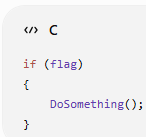 </> C
if (flag)
{
    DoSomething();
}